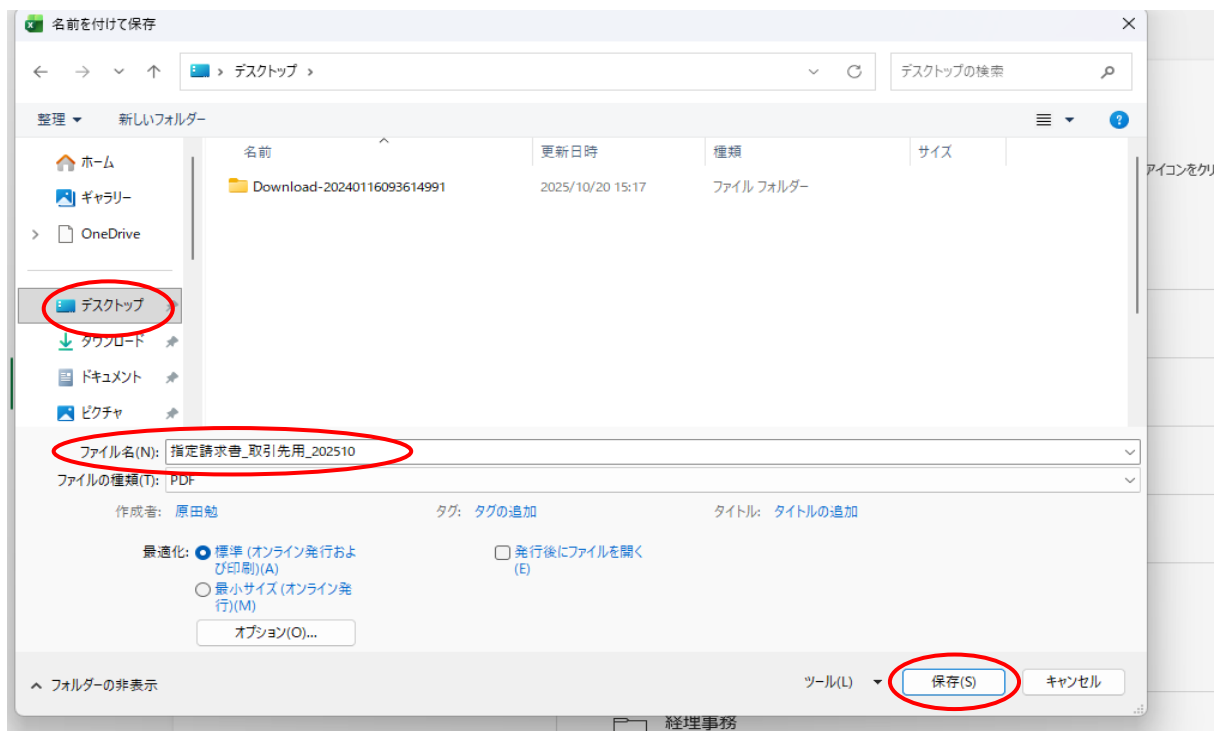 名前を付けて保存
デスクトップ
デスクトップの検索
整理
新しいフォルダー
名前
更新日時
種類
サイズ
ホーム
ギャラリー
OneDrive
デスクトップ
ダウンロード
ドキュメント
ピクチャ
Download-20240116093614991
2025/10/20 15:17
ファイル フォルダー
アイコンをクリ
ファイル名(N): 指定請求書_取引先用_202510
ファイルの種類(T): PDF
作成者: 原田勉
タグ: タグの追加
タイトル: タイトルの追加
最適化:
標準 (オンライン発行およ
び印刷)(A)
最小サイズ (オンライン発
行)(M)
オプション(O)...
発行後にファイルを開く
(E)
フォルダーの非表示
ツール(L)
保存(S)
キャンセル
経理事務